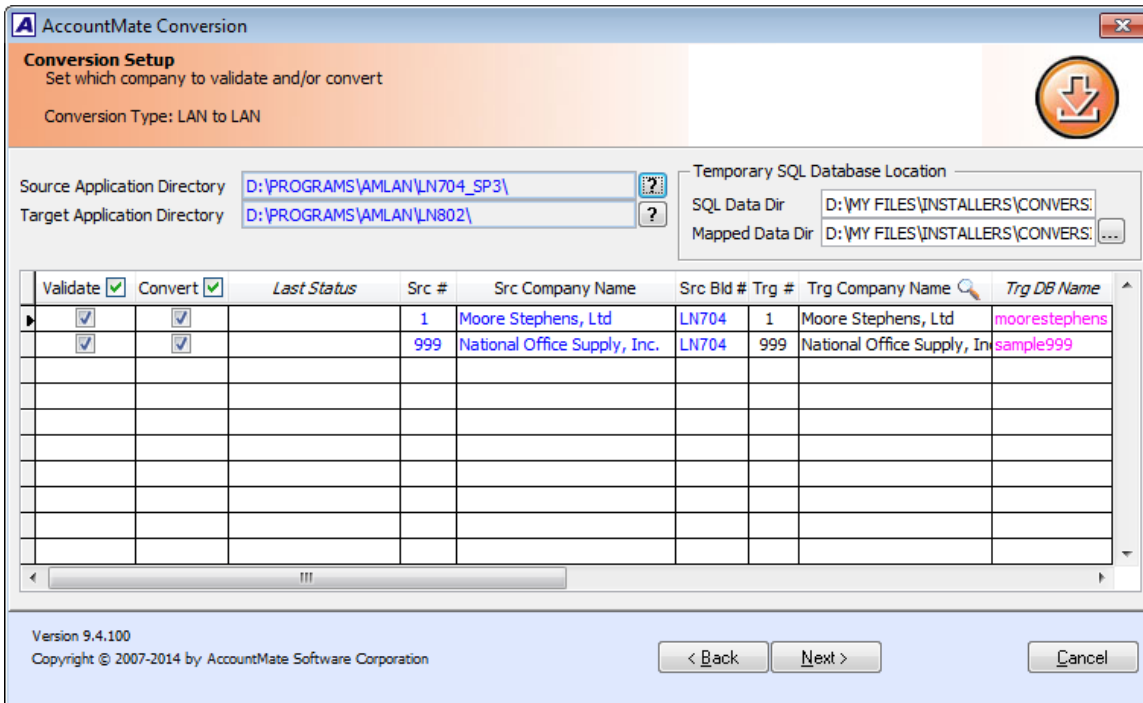 AccountMate Conversion
Conversion Setup
Set which company to validate and/or convert
Conversion Type: LAN to LAN
Source Application Directory D:\PROGRAMS\AMLAN\LN704_SP3\ ?
Target Application Directory D:\PROGRAMS\AMLAN\LN802\ ?
Temporary SQL Database Location
SQL Data Dir D:\MY FILES\INSTALLERS\CONVERS
Mapped Data Dir D:\MY FILES\INSTALLERS\CONVERS ...
Validate Convert Last Status Src # Src Company Name Src Bld # Trg # Trg Company Name Trg DB Name
1 Moore Stephens, Ltd LN704 1 Moore Stephens, Ltd moorestephens
999 National Office Supply, Inc. LN704 999 National Office Supply, In sample999
Version 9.4.100
Copyright © 2007-2014 by AccountMate Software Corporation
< Back Next > Cancel